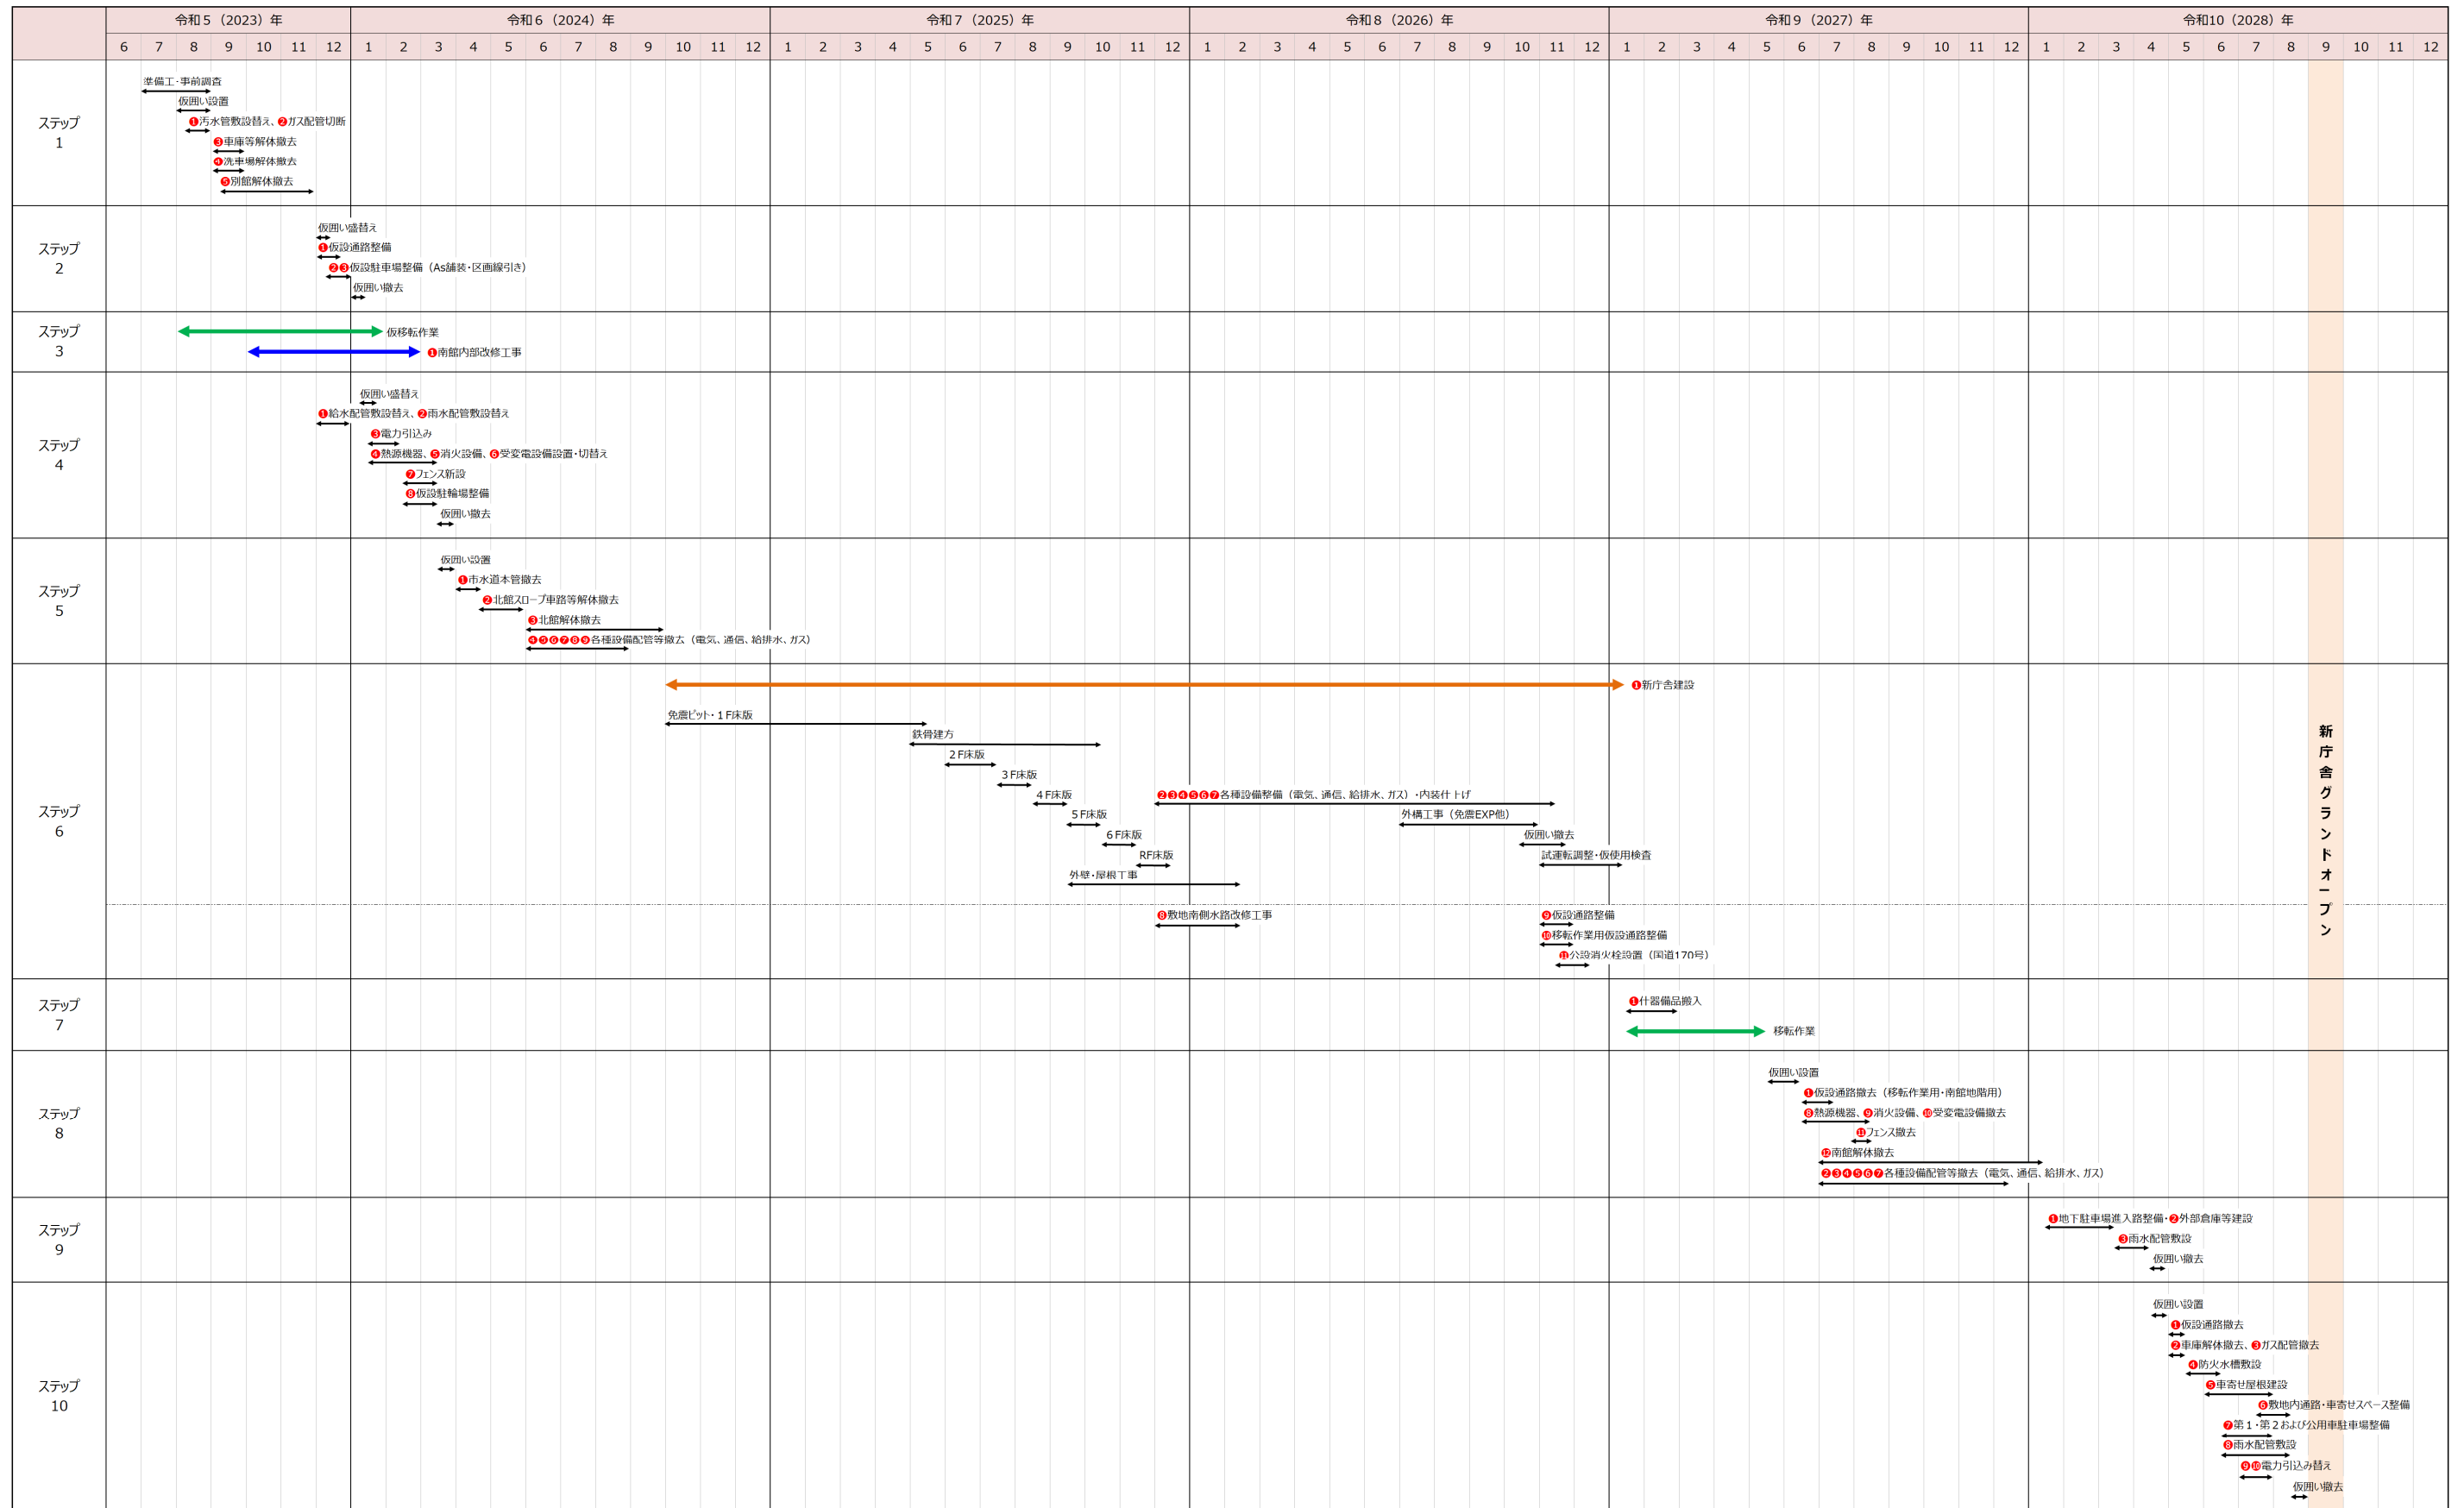 令和５（2023）年 令和６（2024）年 令和７（2025）年 令和８（2026）年 令和９（2027）年 令和10（2028）年
6 7 8 9 10 11 12 1 2 3 4 5 6 7 8 9 10 11 12 1 2 3 4 5 6 7 8 9 10 11 12 1 2 3 4 5 6 7 8 9 10 11 12 1 2 3 4 5 6 7 8 9 10 11 12 1 2 3 4 5 6 7 8 9 10 11 12
ステップ
1
準備工・事前調査
仮囲い設置
❶汚水管敷設替え、❷ガス配管切断
❸車庫等解体撤去
❹洗車場解体撤去
❺別館解体撤去
ステップ
2
仮囲い盛替え
❶仮設通路整備
❷❸仮設駐車場整備（As舗装・区画線引き）
仮囲い撤去
ステップ
3
仮移転作業
❶南館内部改修工事
ステップ
4
仮囲い盛替え
❶給水配管敷設替え、❷雨水配管敷設替え
❸電力引込み
❹熱源機器、❺消火設備、❻受変電設備設置・切替え
❼フェンス新設
❽仮設駐輪場整備
仮囲い撤去
ステップ
5
仮囲い設置
❶市水道本管撤去
❷北館スロープ車路等解体撤去
❸北館解体撤去
❹❺❻❼❽❾各種設備配管等撤去（電気、通信、給排水、ガス）
ステップ
6
❶新庁舎建設
免震ピット・１F床版
鉄骨建方
２F床版
３F床版
４F床版
❷❸❹❺❻❼各種設備整備（電気、通信、給排水、ガス）・内装仕上げ
５F床版
外構工事（免震EXP他）
６F床版
仮囲い撤去
RF床版
試運転調整・仮使用検査
外壁・屋根工事
❽敷地南側水路改修工事
❾仮設通路整備
❿移転作業用仮設通路整備
⓫公設消火栓設置（国道170号）
新庁舎グランドオープン
ステップ
7
❶什器備品搬入
移転作業
ステップ
8
仮囲い設置
❶仮設通路撤去（移転作業用・南館地階用）
❽熱源機器、❾消火設備、❿受変電設備撤去
⓫フェンス撤去
⓬南館解体撤去
❷❸❹❺❻❼各種設備配管等撤去（電気、通信、給排水、ガス）
ステップ
9
❶地下駐車場進入路整備・❷外部倉庫等建設
❸雨水配管敷設
仮囲い撤去
ステップ
10
仮囲い設置
❶仮設通路撤去
❷車庫解体撤去、❸ガス配管撤去
❹防火水槽敷設
❺車寄せ屋根建設
❻敷地内通路・車寄せスペース整備
❼第１・第２および公用車駐車場整備
❽雨水配管敷設
❾❿電力引込み替え
仮囲い撤去